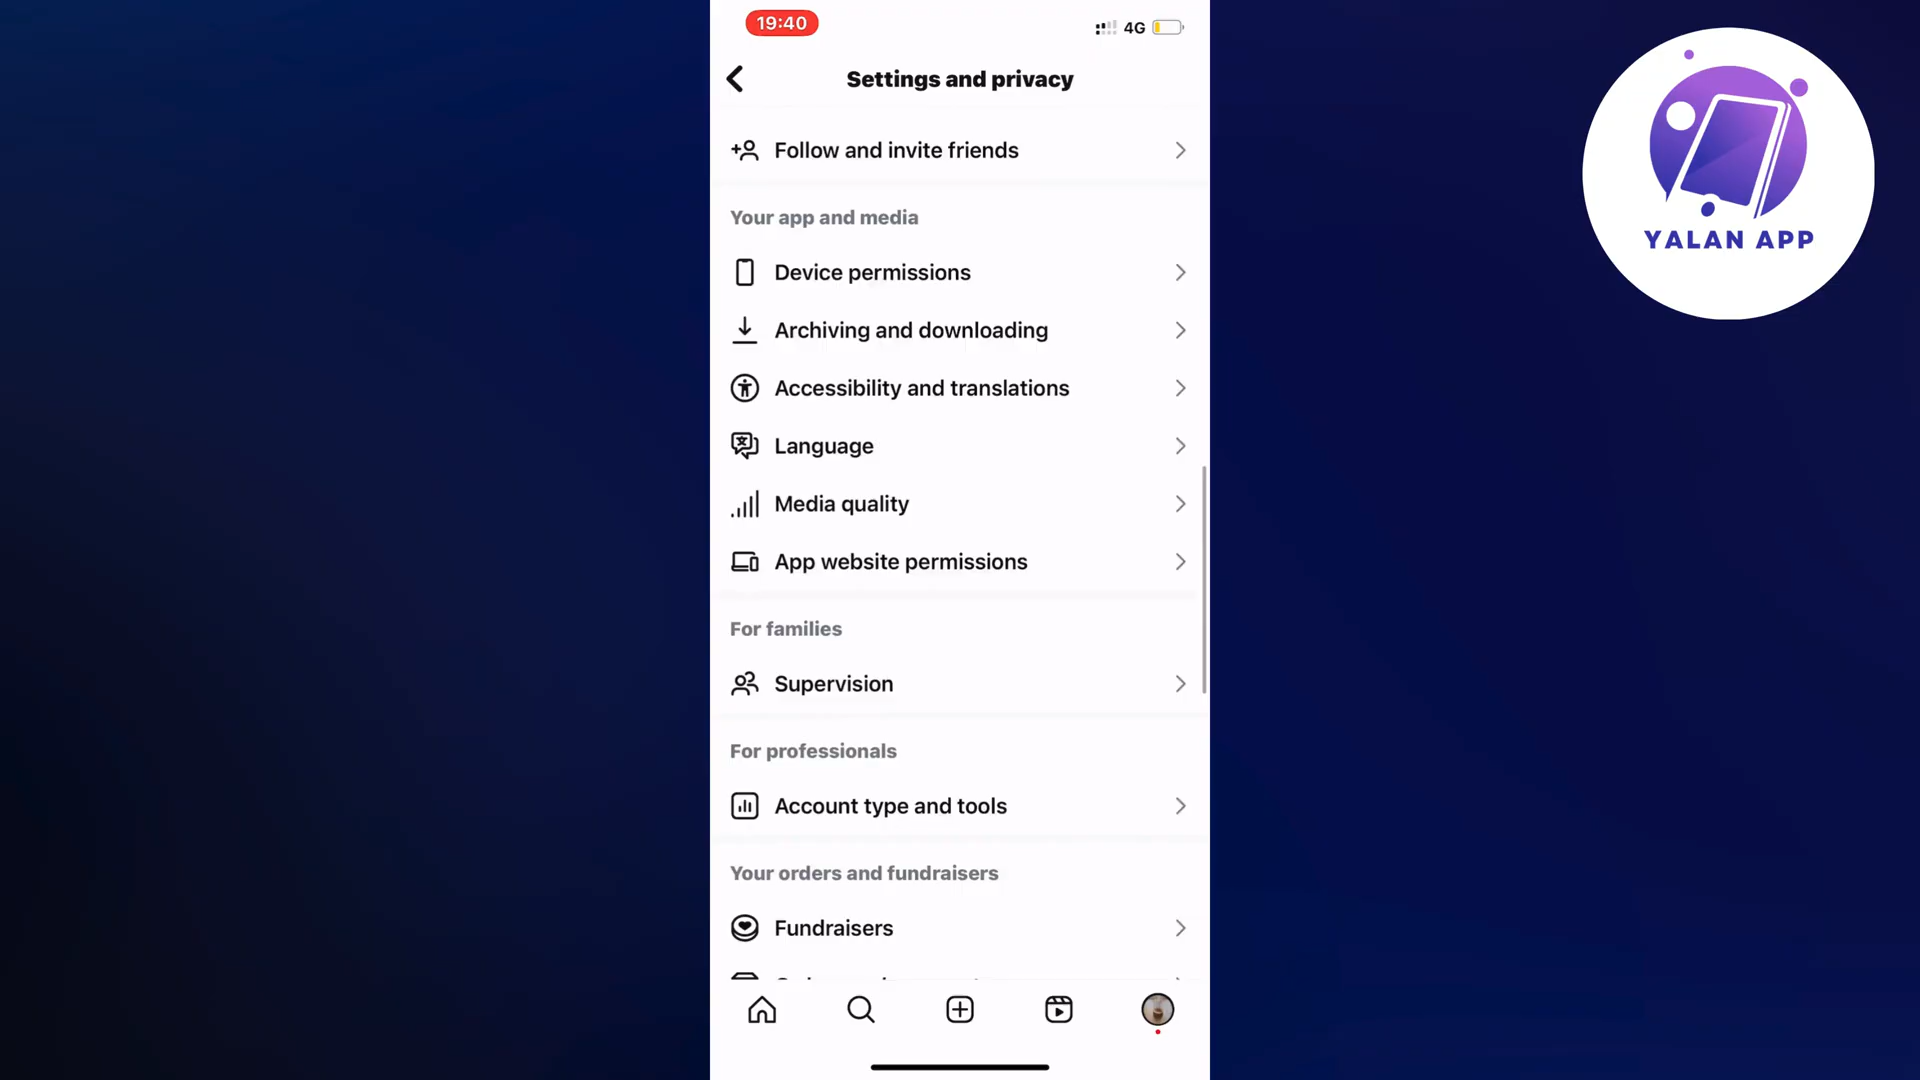 19:40
4G
Settings and privacy
Follow and invite friends
Your app and media
Device permissions
Archiving and downloading
Accessibility and translations
Language
Media quality
App website permissions
For families
Supervision
For professionals
Account type and tools
Your orders and fundraisers
Fundraisers
YALAN APP